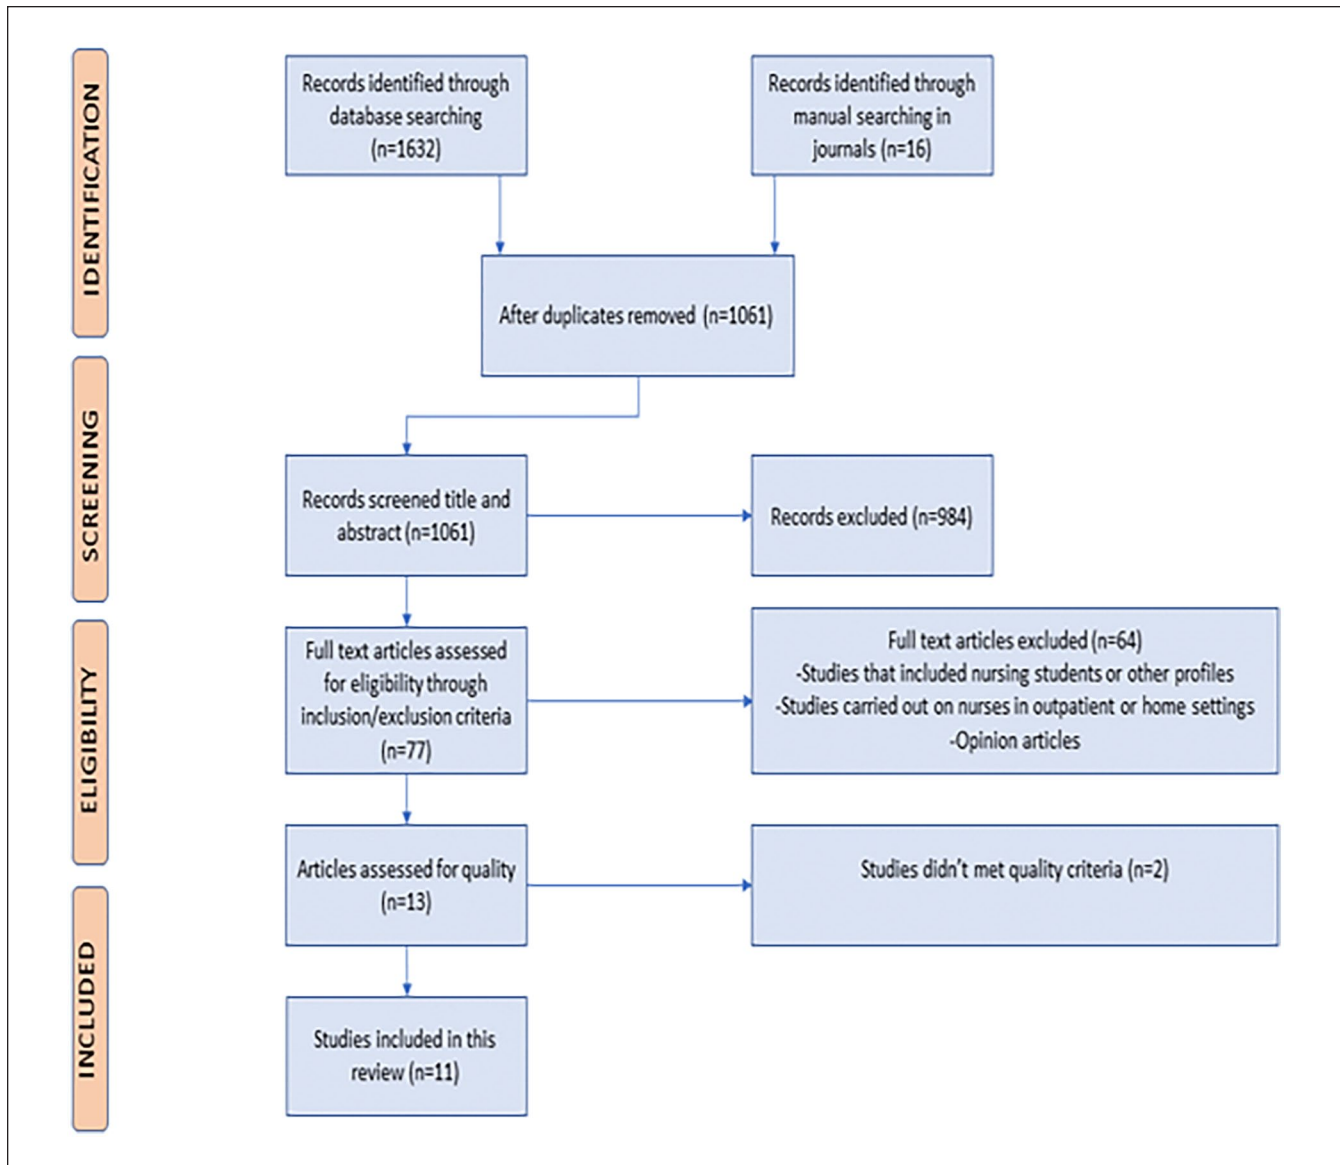 IDENTIFICATION
Records identified through
database searching
(n=1632)
Records identified through
manual searching in
journals (n=16)
After duplicates removed (n=1061)
SCREENING
Records screened title and
abstract (n=1061)
Records excluded (n=984)
ELIGIBILITY
Full text articles assessed
for eligibility through
inclusion/exclusion criteria
(n=77)
Full text articles excluded (n=64)
-Studies that included nursing students or other profiles
-Studies carried out on nurses in outpatient or home settings
-Opinion articles
Articles assessed for quality
(n=13)
Studies didn't met quality criteria (n=2)
INCLUDED
Studies included in this
review (n=11)